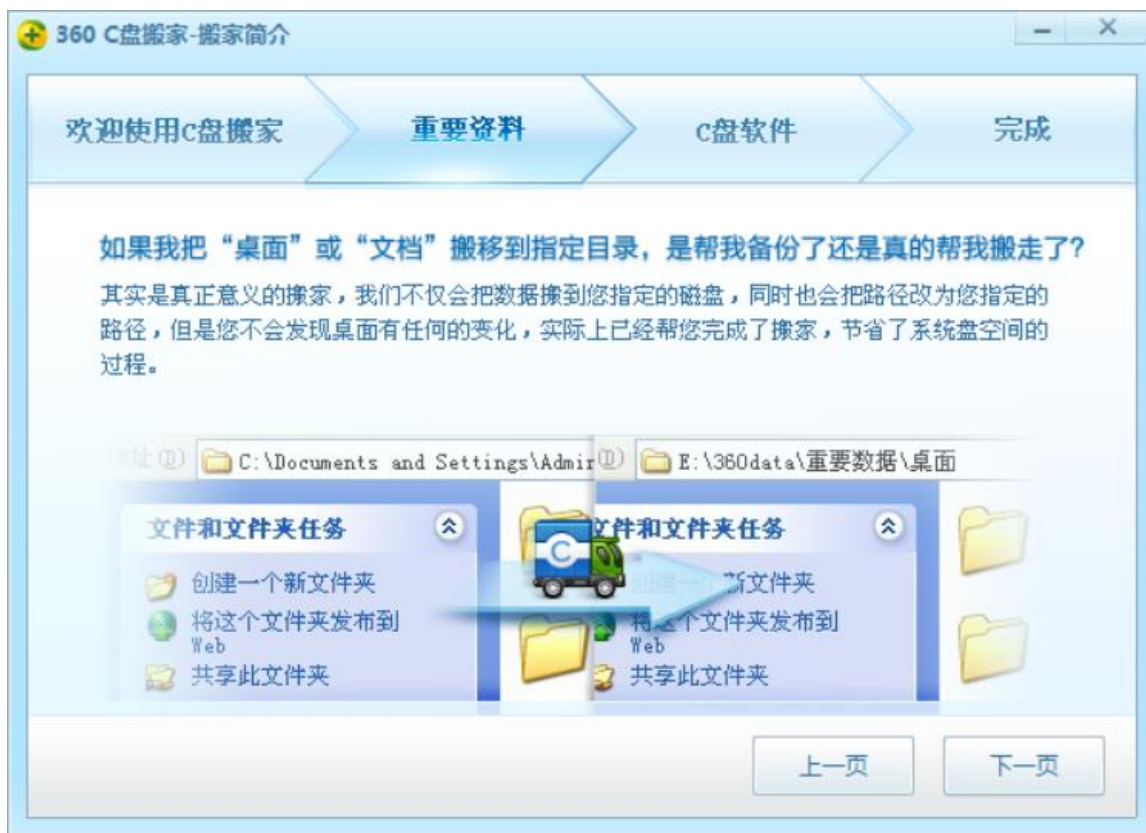 360 C盘搬家-搬家简介
欢迎使用C盘搬家
重要资料
C盘软件
完成
如果我把“桌面”或“文档”搬移到指定目录，是帮我备份了还是真的帮我搬走了?
其实是真正意义的搬家，我们不仅会把数据搬到您指定的磁盘，同时也会把路径改为您指定的
路径，但是您不会发现桌面有任何的变化，实际上已经帮您完成了搬家，节省了系统盘空间的
过程。
地址(D) C:\Documents and Settings\Admin
文件和文件夹任务
创建一个新文件夹
将这个文件夹发布到
Web
共享此文件夹
(D) E:\360data\重要数据\桌面
文件和文件夹任务
创建一个新文件夹
将这个文件夹发布到
Web
共享此文件夹
C
上一页
下一页